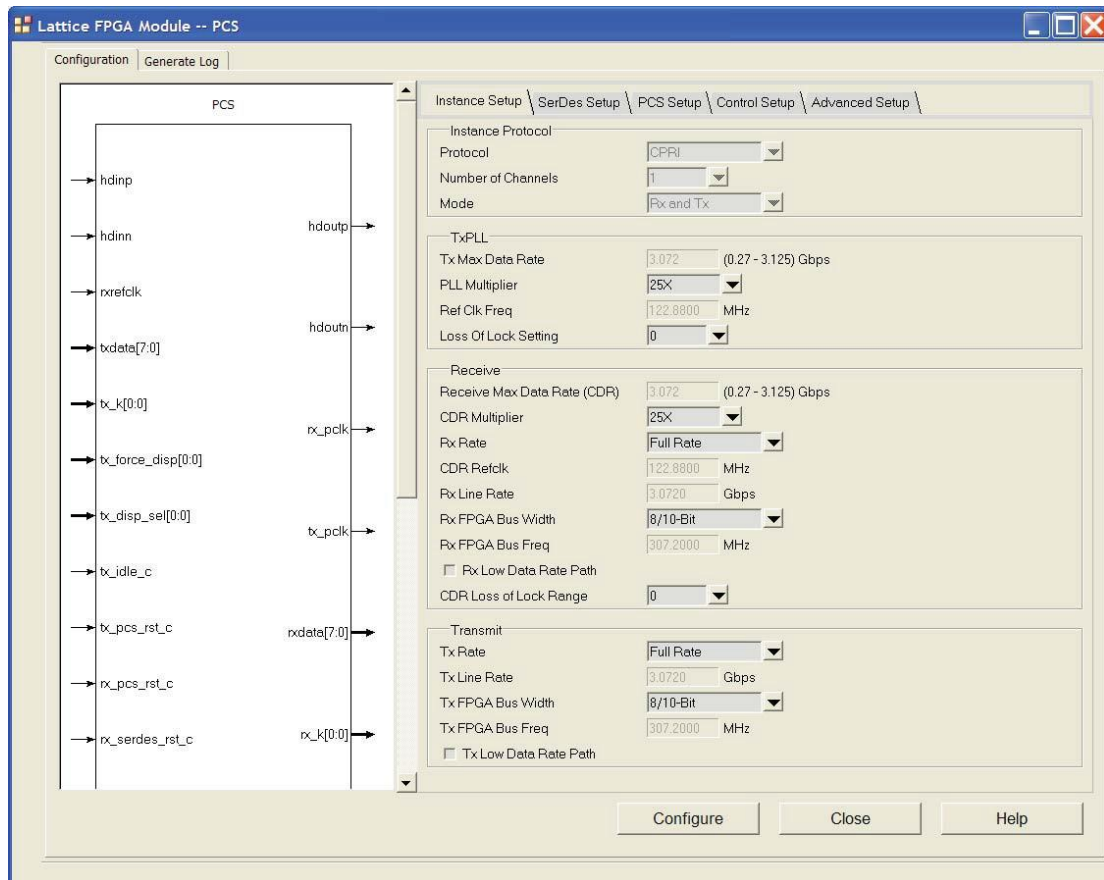 Lattice FPGA Module -- PCS
Configuration Generate Log
PCS
hdinp
hdinn
rxrefclk
txdata[7:0]
tx_k[0:0]
tx_force_disp[0:0]
tx_disp_sel[0:0]
tx_idle_c
tx_pcs_rst_c
rx_pcs_rst_c
rx_serdes_rst_c
hdoutp
hdoutn
rx_pclk
tx_pclk
rxdata[7:0]
rx_k[0:0]
Instance Setup SerDes Setup PCS Setup Control Setup Advanced Setup
Instance Protocol
Protocol CPRI
Number of Channels 1
Mode Rx and Tx
TxPLL
Tx Max Data Rate 3.072 (0.27 - 3.125) Gbps
PLL Multiplier 25X
Ref Clk Freq 122.8800 MHz
Loss Of Lock Setting 0
Receive
Receive Max Data Rate (CDR) 3.072 (0.27 - 3.125) Gbps
CDR Multiplier 25X
Rx Rate Full Rate
CDR Refclk 122.8800 MHz
Rx Line Rate 3.0720 Gbps
Rx FPGA Bus Width 8/10-Bit
Rx FPGA Bus Freq 307.2000 MHz
Rx Low Data Rate Path
CDR Loss of Lock Range 0
Transmit
Tx Rate Full Rate
Tx Line Rate 3.0720 Gbps
Tx FPGA Bus Width 8/10-Bit
Tx FPGA Bus Freq 307.2000 MHz
Tx Low Data Rate Path
Configure Close Help